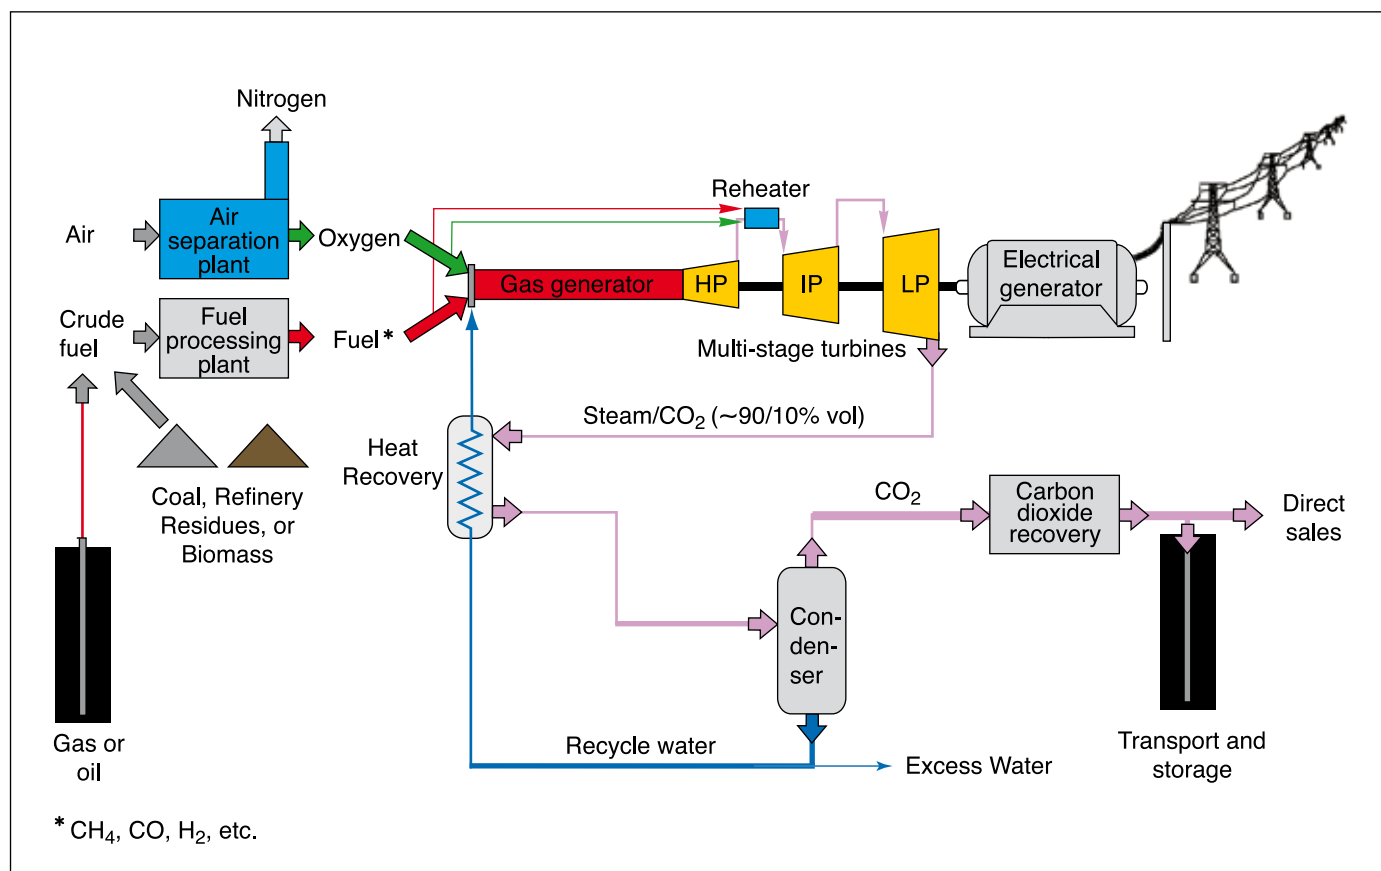 Nitrogen
Air
Air
separation
plant
Oxygen
Reheater
Gas generator
HP
IP
LP
Electrical
generator
Crude
fuel
Fuel
processing
plant
Fuel*
Multi-stage turbines
Steam/CO₂ (~90/10% vol)
Heat
Recovery
Coal, Refinery
Residues, or
Biomass
CO₂
Carbon
dioxide
recovery
Direct
sales
Con-
den-
ser
Gas or
oil
Recycle water
Excess Water
Transport and
storage
* CH₄, CO, H₂, etc.